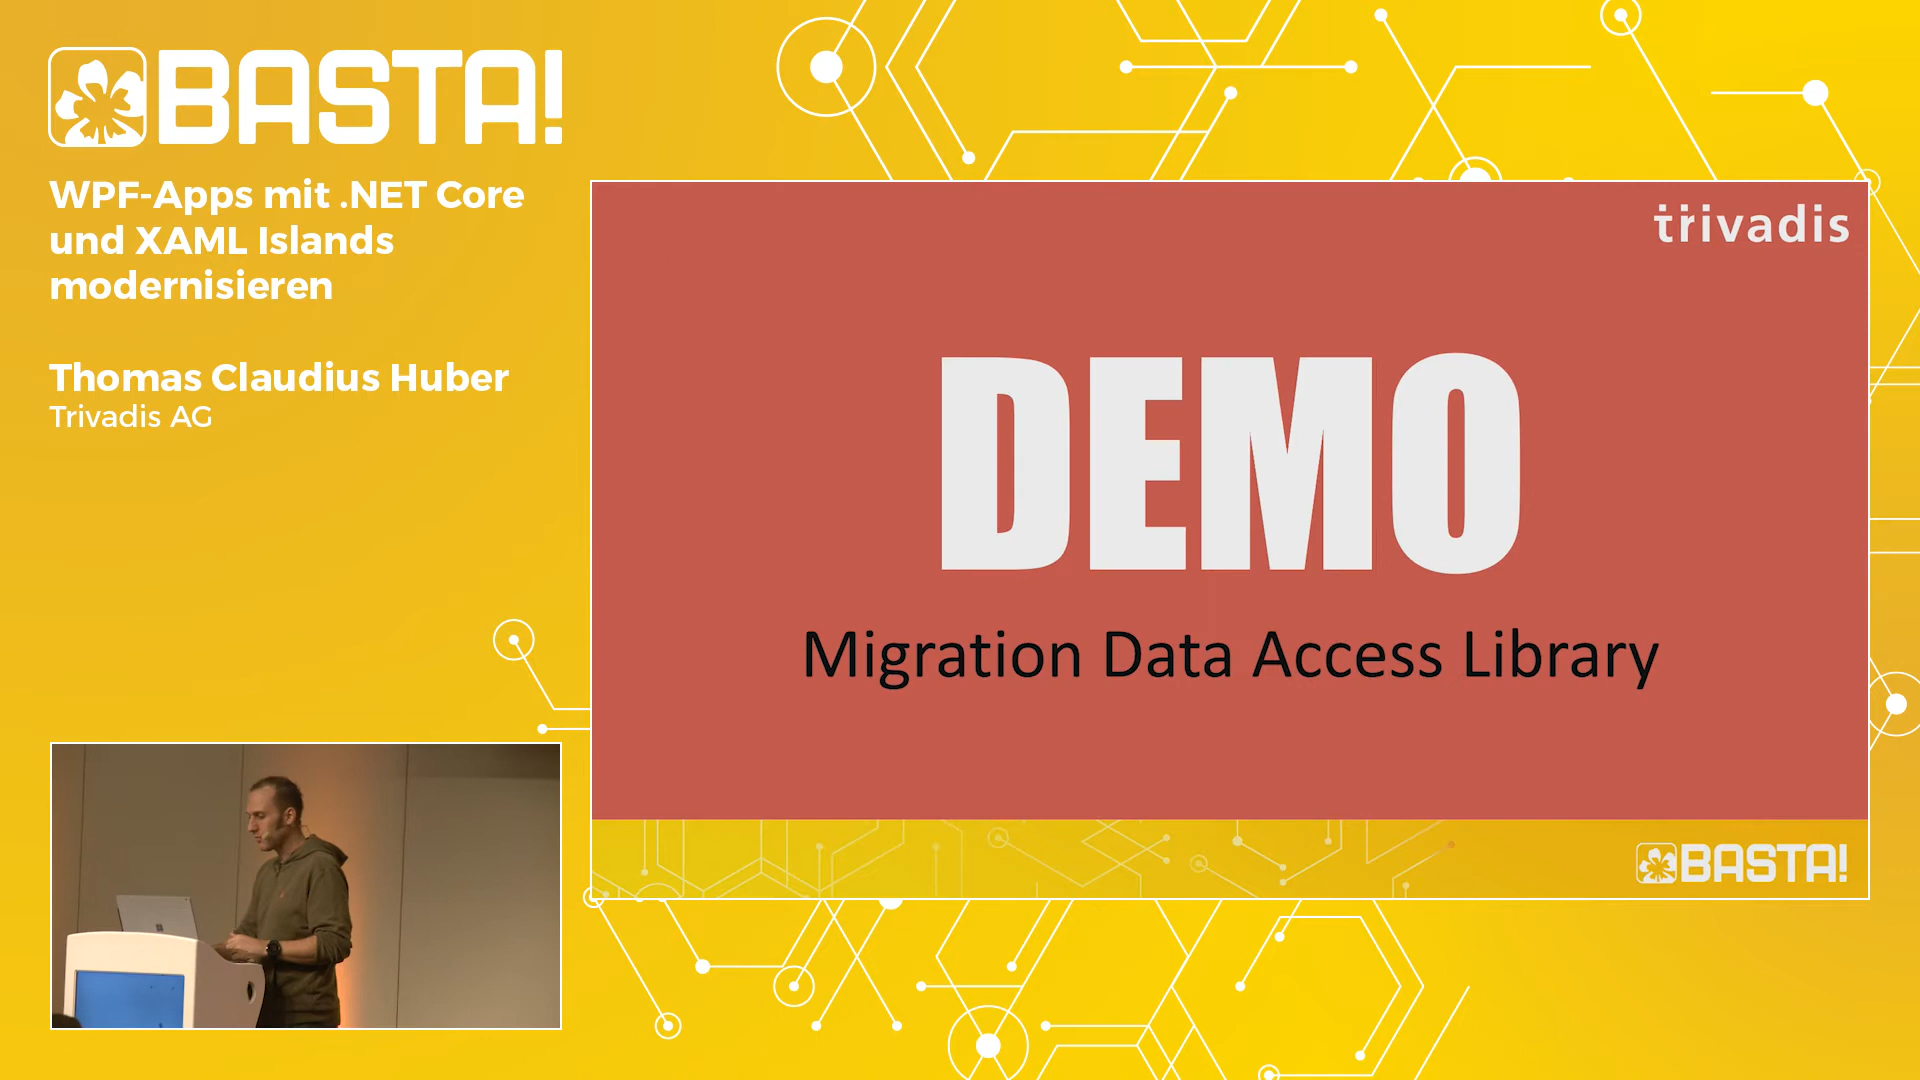 BASTA!
WPF-Apps mit .NET Core
und XAML Islands
modernisieren
Thomas Claudius Huber
Trivadis AG
trivadis
DEMO
Migration Data Access Library
BASTA!